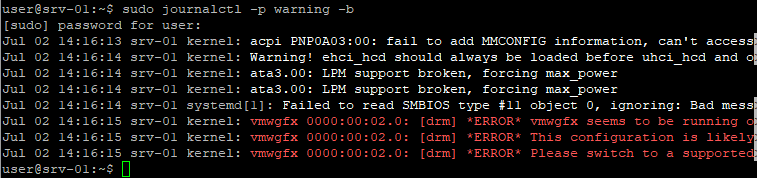 user@srv-01:~$ sudo journalctl -p warning -b
[sudo] password for user:
Jul 02 14:16:13 srv-01 kernel: acpi PNP0A03:00: fail to add MMCONFIG information, can't access
Jul 02 14:16:14 srv-01 kernel: Warning! ehci_hcd should always be loaded before uhci_hcd and o
Jul 02 14:16:14 srv-01 kernel: ata3.00: LPM support broken, forcing max_power
Jul 02 14:16:14 srv-01 kernel: ata3.00: LPM support broken, forcing max_power
Jul 02 14:16:14 srv-01 systemd[1]: Failed to read SMBIOS type #11 object 0, ignoring: Bad mess
Jul 02 14:16:15 srv-01 kernel: vmwgfx 0000:00:02.0: [drm] *ERROR* vmwgfx seems to be running o
Jul 02 14:16:15 srv-01 kernel: vmwgfx 0000:00:02.0: [drm] *ERROR* This configuration is likely
Jul 02 14:16:15 srv-01 kernel: vmwgfx 0000:00:02.0: [drm] *ERROR* Please switch to a supported
user@srv-01:~$